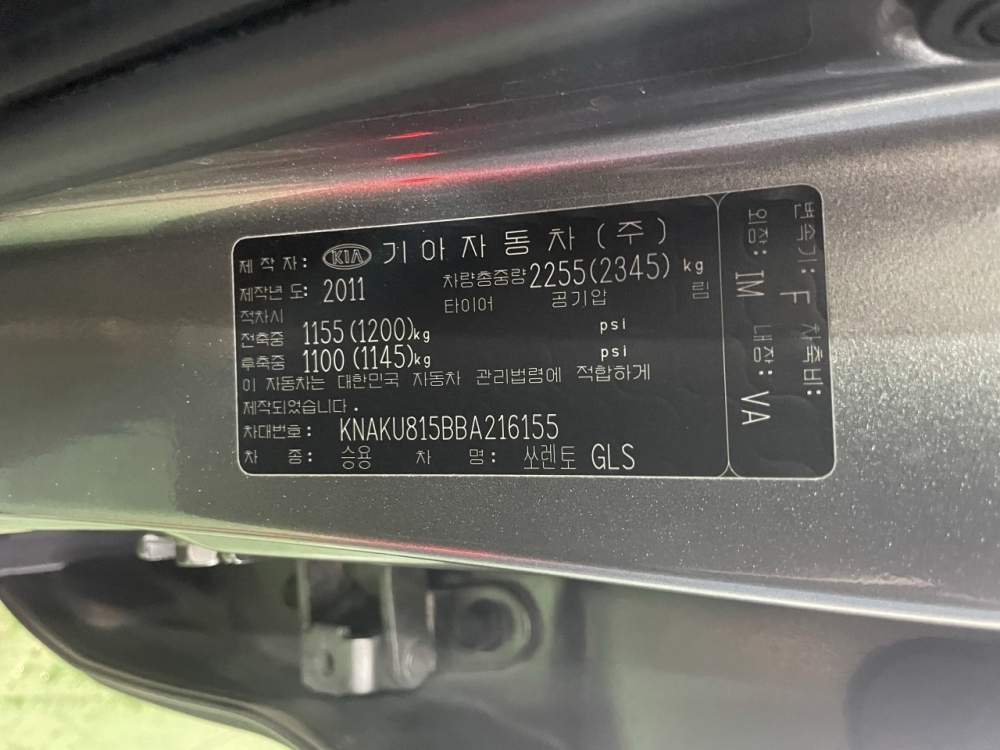 제 작 자: KIA 기 아 자 동 차 ( 주 )
제작년 도: 2011 차량총중량 2255(2345) kg
적차시 타이어 공기압 림
전축중 1155(1200)kg psi
후축중 1100(1145)kg psi
이 자동차는 대한민국 자동차 관리법령에 적합하게
제작되었습니다.
차대번호: KNAKU815BBA216155
차 종: 승용 차 명: 쏘렌토 GLS
변속기: F 차축비:
외장: IM 내장: VA